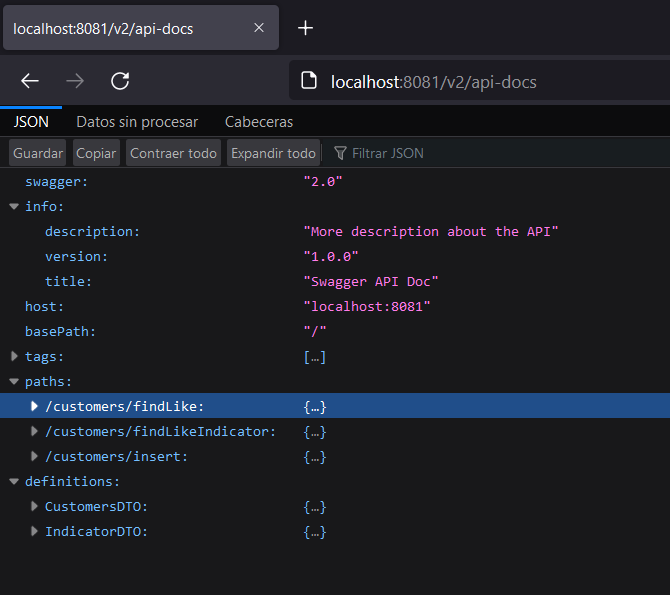 localhost:8081/v2/api-docs
localhost:8081/v2/api-docs
JSON Datos sin procesar Cabeceras
Guardar Copiar Contraer todo Expandir todo Filtrar JSON
swagger: "2.0"
info:
description: "More description about the API"
version: "1.0.0"
title: "Swagger API Doc"
host: "localhost:8081"
basePath: "/"
tags: […]
paths:
/customers/findLike: {…}
/customers/findLikeIndicator: {…}
/customers/insert: {…}
definitions:
CustomersDTO: {…}
IndicatorDTO: {…}